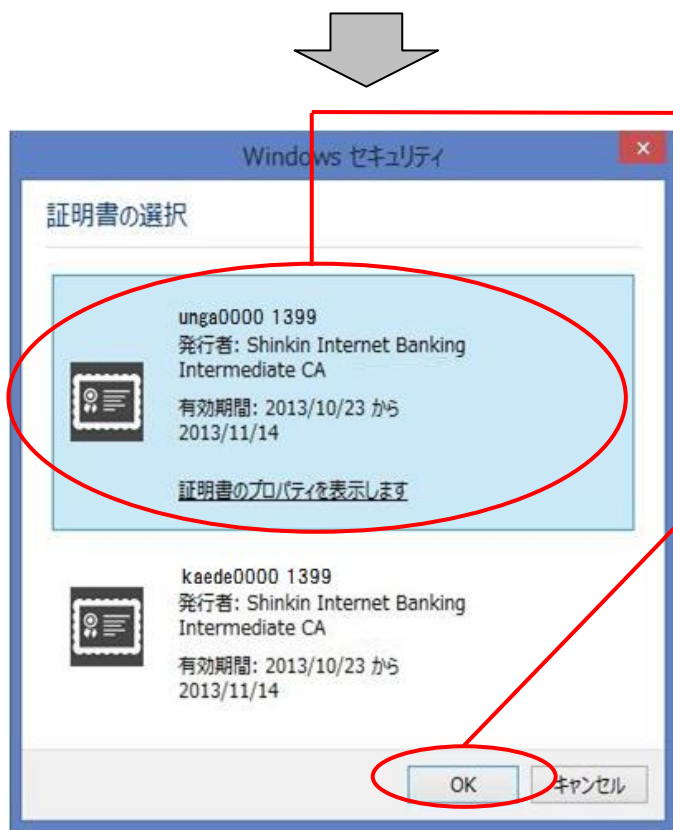 Windows セキュリティ
×
証明書の選択
unga0000 1399
発行者: Shinkin Internet Banking
Intermediate CA
有効期間: 2013/10/23 から
2013/11/14
証明書のプロパティを表示します
kaede0000 1399
発行者: Shinkin Internet Banking
Intermediate CA
有効期間: 2013/10/23 から
2013/11/14
OK
キャンセル